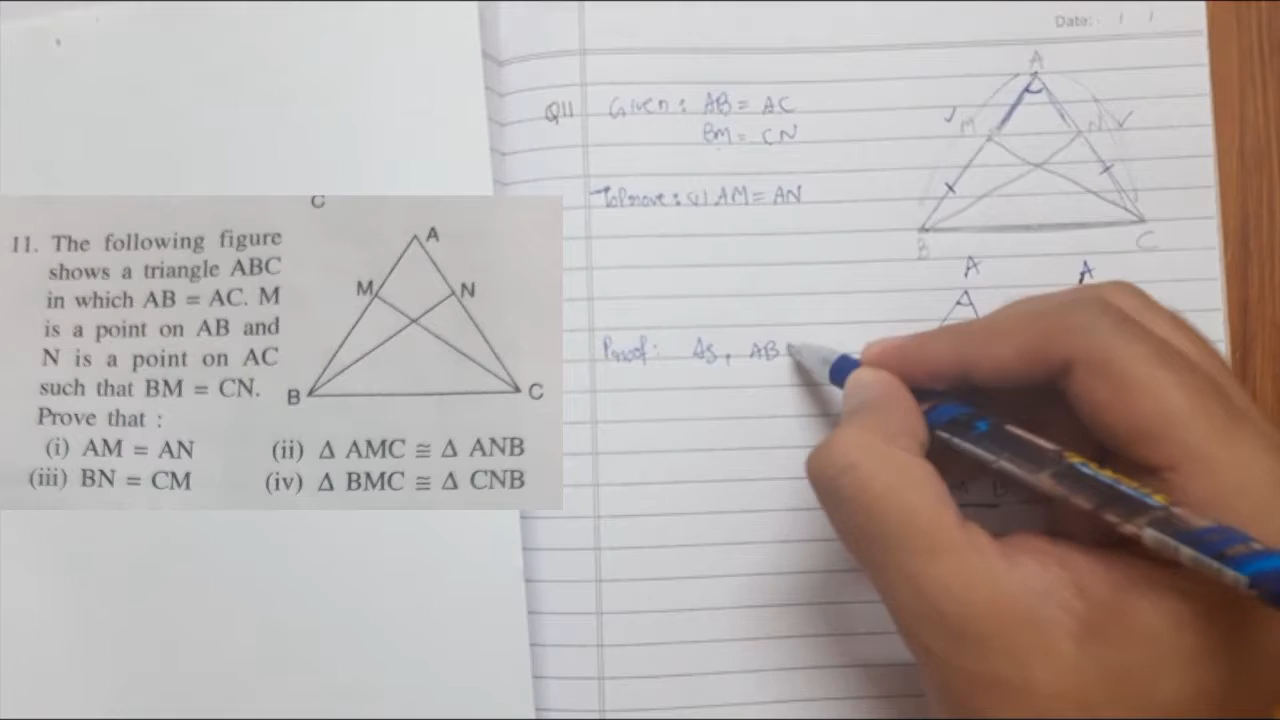 C
11. The following figure
shows a triangle ABC
in which AB = AC. M
is a point on AB and
N is a point on AC
such that BM = CN.
Prove that :
(i) AM = AN (ii) Δ AMC ≅ Δ ANB
(iii) BN = CM (iv) Δ BMC ≅ Δ CNB
A
M N
B C
Date: / /
Q11 Given : AB = AC
BM = CN
To Prove : (i) AM = AN
Proof: Δs, AB
A
M N
B C
A A